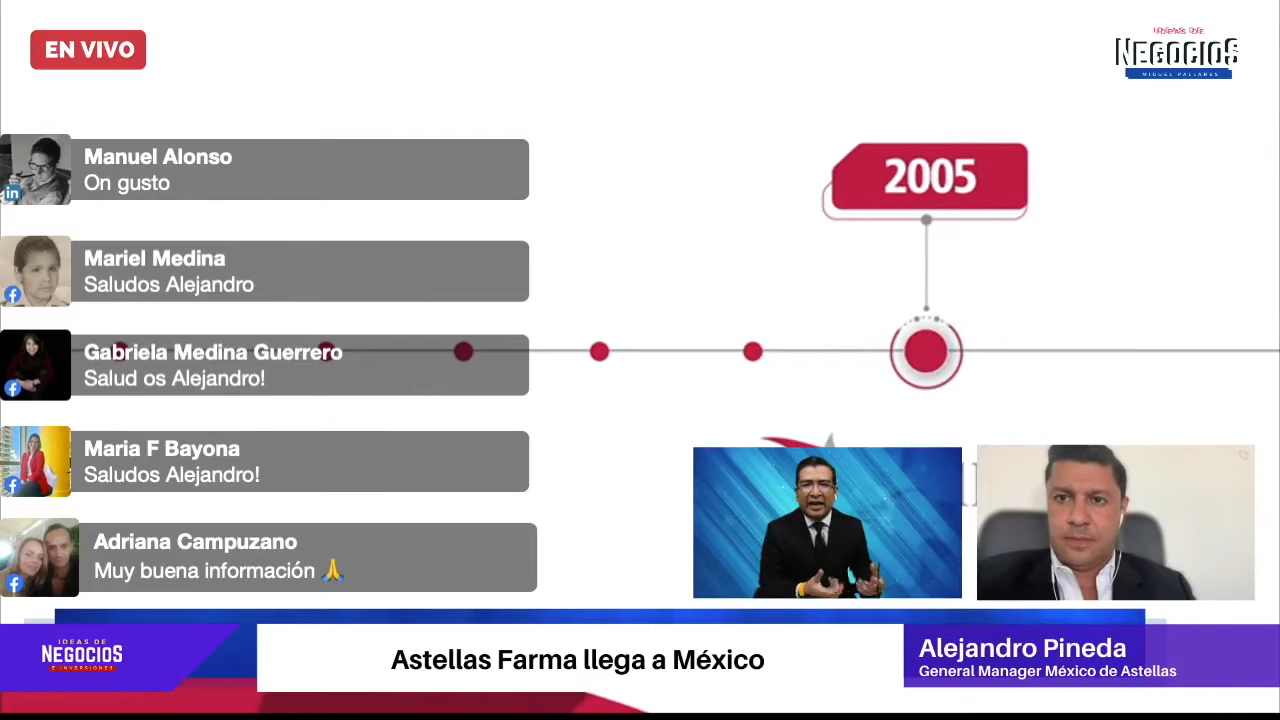 EN VIVO
IDEAS DE
NEGOCIOS
MIGUEL PALLARES
2005
Manuel Alonso
On gusto
in
Mariel Medina
Saludos Alejandro
Gabriela Medina Guerrero
Salud os Alejandro!
Maria F Bayona
Saludos Alejandro!
Adriana Campuzano
Muy buena información 🙏
IDEAS DE
NEGOCIOS
E INVERSIONES
Astellas Farma llega a México
Alejandro Pineda
General Manager México de Astellas